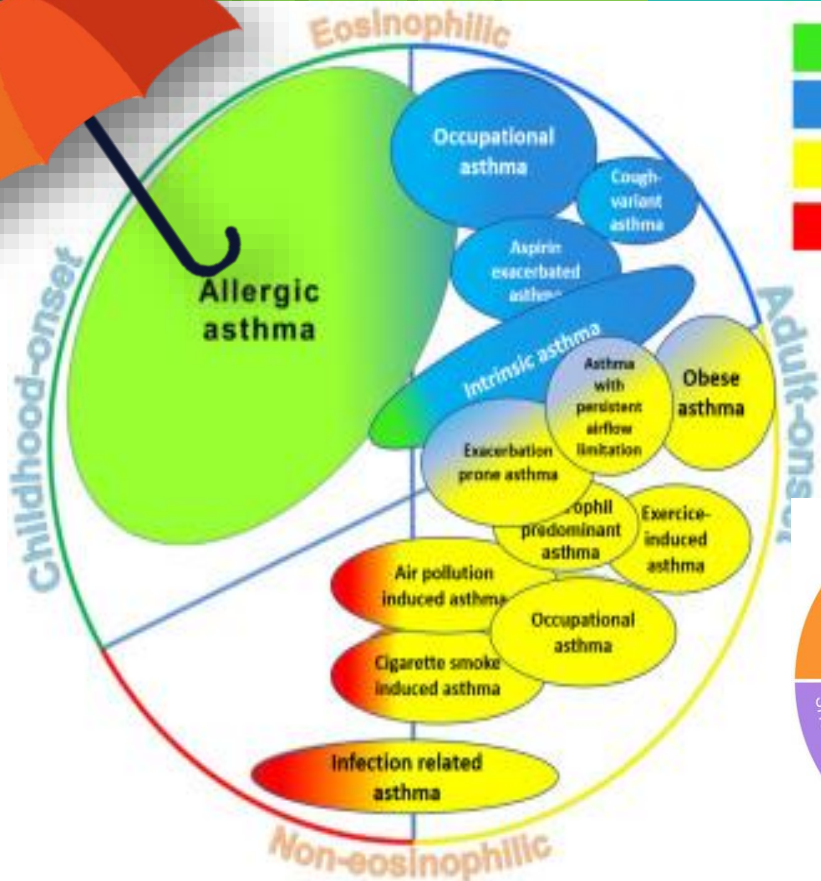 Eosinophilic
Childhood-onset
Adult-onset
Allergic
asthma
Occupational
asthma
Cough-
variant
asthma
Aspirin
exacerbated
asthma
Intrinsic asthma
Asthma
with
persistent
airflow
limitation
Obese
asthma
Exacerbation
prone asthma
rophil
predominant
asthma
Exercice-
induced
asthma
Air pollution
induced asthma
Occupational
asthma
Cigarette smoke
induced asthma
Infection related
asthma
Non-eosinophilic